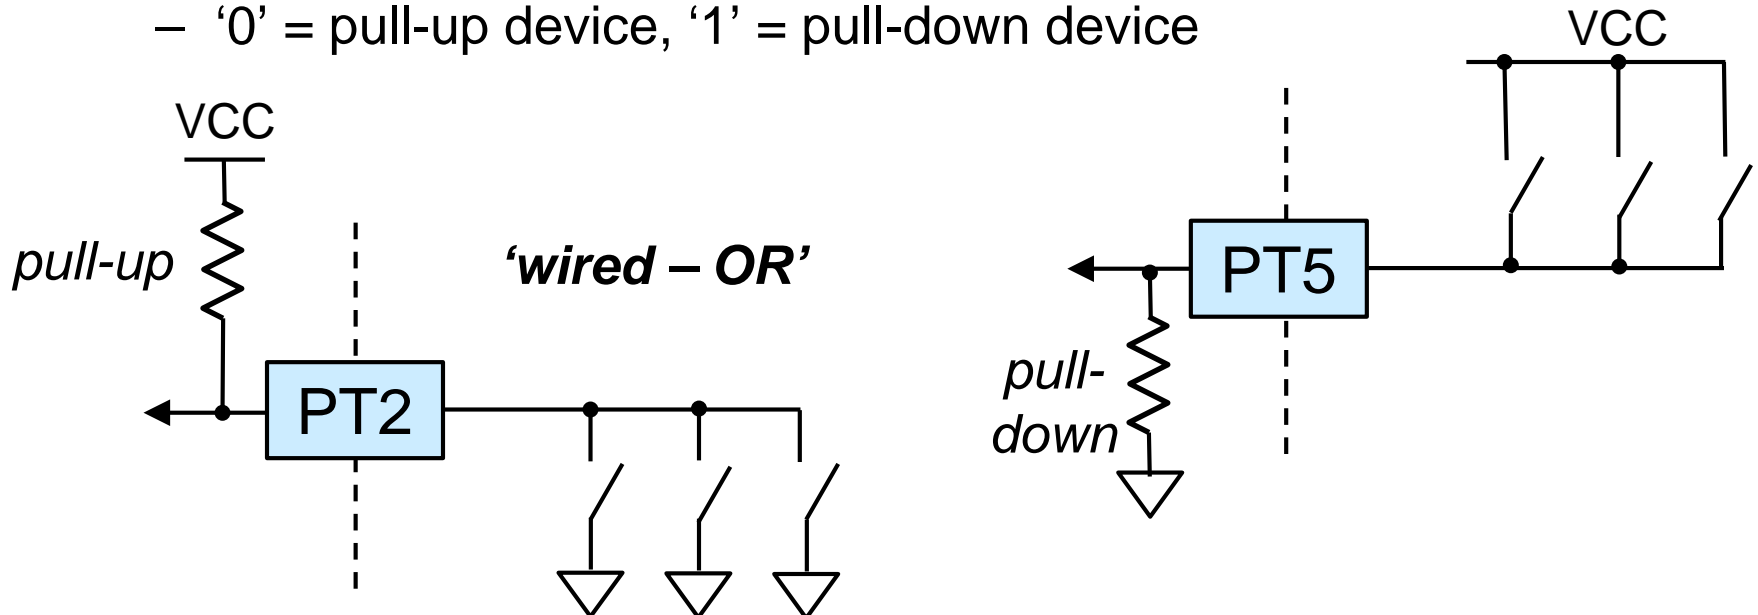 – ‘0’ = pull-up device, ‘1’ = pull-down device
VCC
VCC
pull-up
‘wired – OR’
PT5
PT2
pull-
down